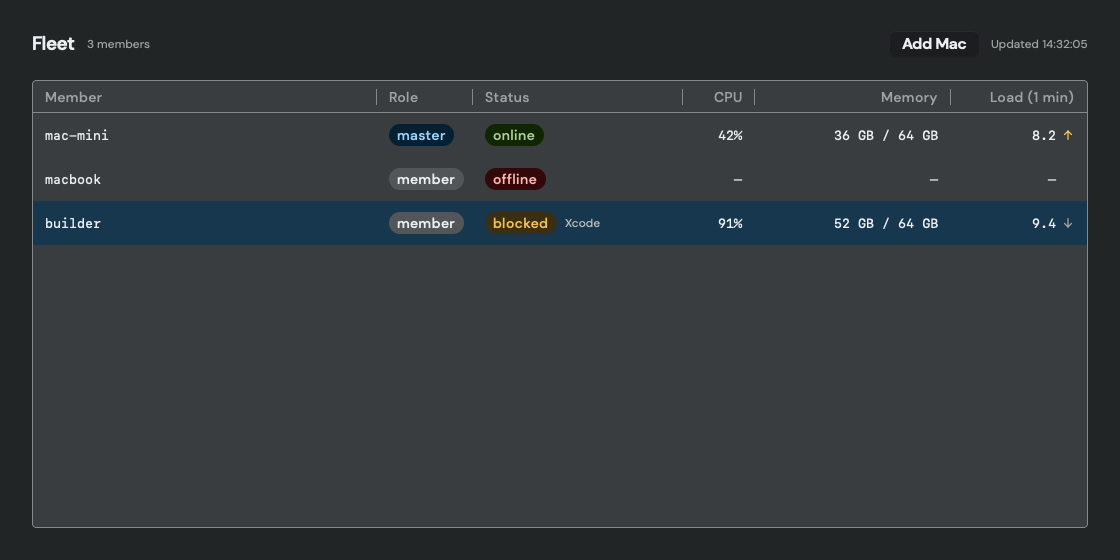 Fleet 3 members Add Mac Updated 14:32:05
Member Role Status CPU Memory Load (1 min)
mac-mini master online 42% 36 GB / 64 GB 8.2 ↑
macbook member offline — — —
builder member blocked Xcode 91% 52 GB / 64 GB 9.4 ↓